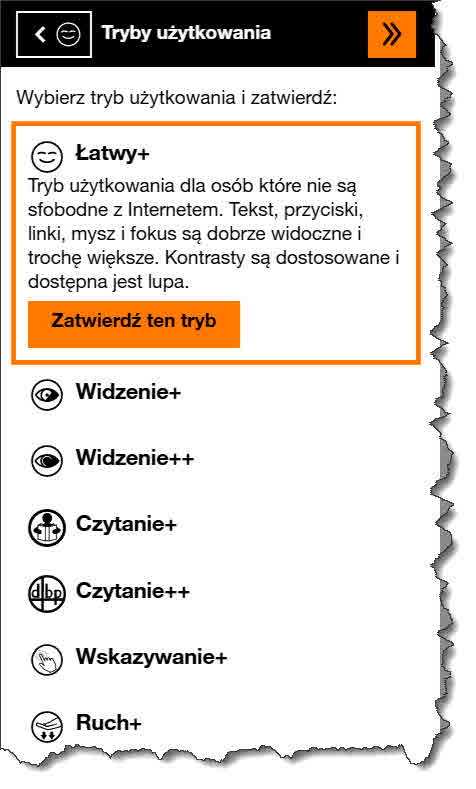 Tryby użytkowania
Wybierz tryb użytkowania i zatwierdź:
Łatwy+
Tryb użytkowania dla osób które nie są
sfobodne z Internetem. Tekst, przyciski,
linki, mysz i fokus są dobrze widoczne i
trochę większe. Kontrasty są dostosowane i
dostępna jest lupa.
Zatwierdź ten tryb
Widzenie+
Widzenie++
Czytanie+
dlbp Czytanie++
Wskazywanie+
Ruch+